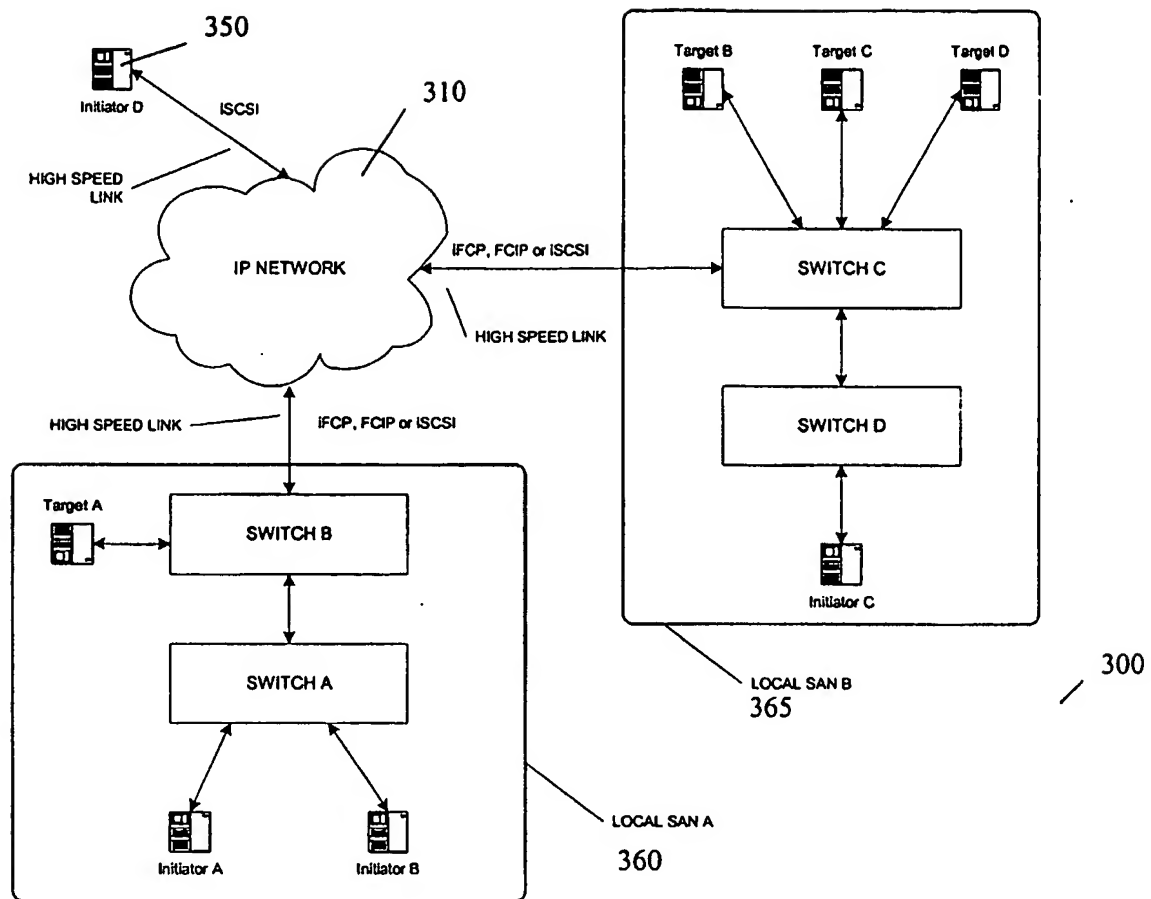 350
Initiator D
iSCSI
310
HIGH SPEED
LINK
IP NETWORK
iFCP, FCIP or iSCSI
HIGH SPEED LINK
Target B
Target C
Target D
SWITCH C
SWITCH D
Initiator C
HIGH SPEED LINK
iFCP, FCIP or iSCSI
Target A
SWITCH B
SWITCH A
Initiator A
Initiator B
LOCAL SAN B
365
300
LOCAL SAN A
360